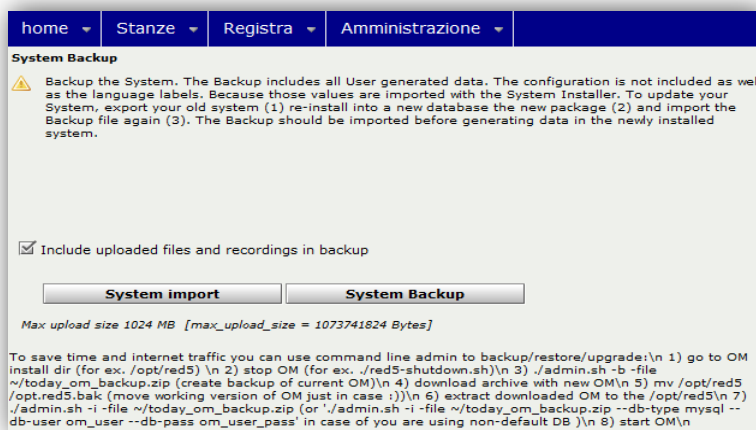 home Stanze Registra Amministrazione
System Backup
Backup the System. The Backup includes all User generated data. The configuration is not included as wel
as the language labels. Because those values are imported with the System Installer. To update your
System, export your old system (1) re-install into a new database the new package (2) and import the
Backup file again (3). The Backup should be imported before generating data in the newly installed
system.
Include uploaded files and recordings in backup
System import System Backup
Max upload size 1024 MB [max_upload_size = 1073741824 Bytes]
To save time and internet traffic you can use command line admin to backup/restore/upgrade:\n 1) go to OM
install dir (for ex. /opt/red5) \n 2) stop OM (for ex. ./red5-shutdown.sh)\n 3) ./admin.sh -b -file
~/today_om_backup.zip (create backup of current OM)\n 4) download archive with new OM\n 5) mv /opt/red5
/opt.red5.bak (move working version of OM just in case :))\n 6) extract downloaded OM to the /opt/red5\n 7)
./admin.sh -i -file ~/today_om_backup.zip (or './admin.sh -i -file ~/today_om_backup.zip --db-type mysql --
db-user om_user --db-pass om_user_pass' in case of you are using non-default DB )\n 8) start OM\n